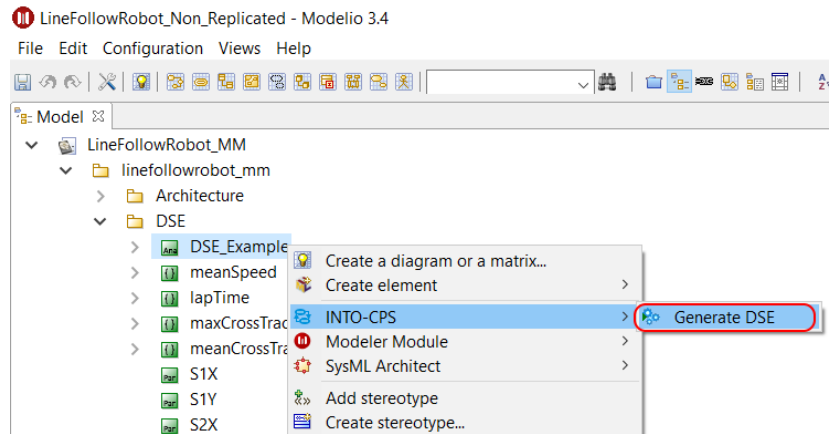 LineFollowRobot_Non_Replicated - Modelio 3.4
File Edit Configuration Views Help
Model
LineFollowRobot_MM
linefollowrobot_mm
Architecture
DSE
DSE_Example
meanSpeed
lapTime
maxCrossTrac
meanCrossTra
S1X
S1Y
S2X
Create a diagram or a matrix...
Create element
INTO-CPS
Modeler Module
SysML Architect
Add stereotype
Create stereotype...
Generate DSE